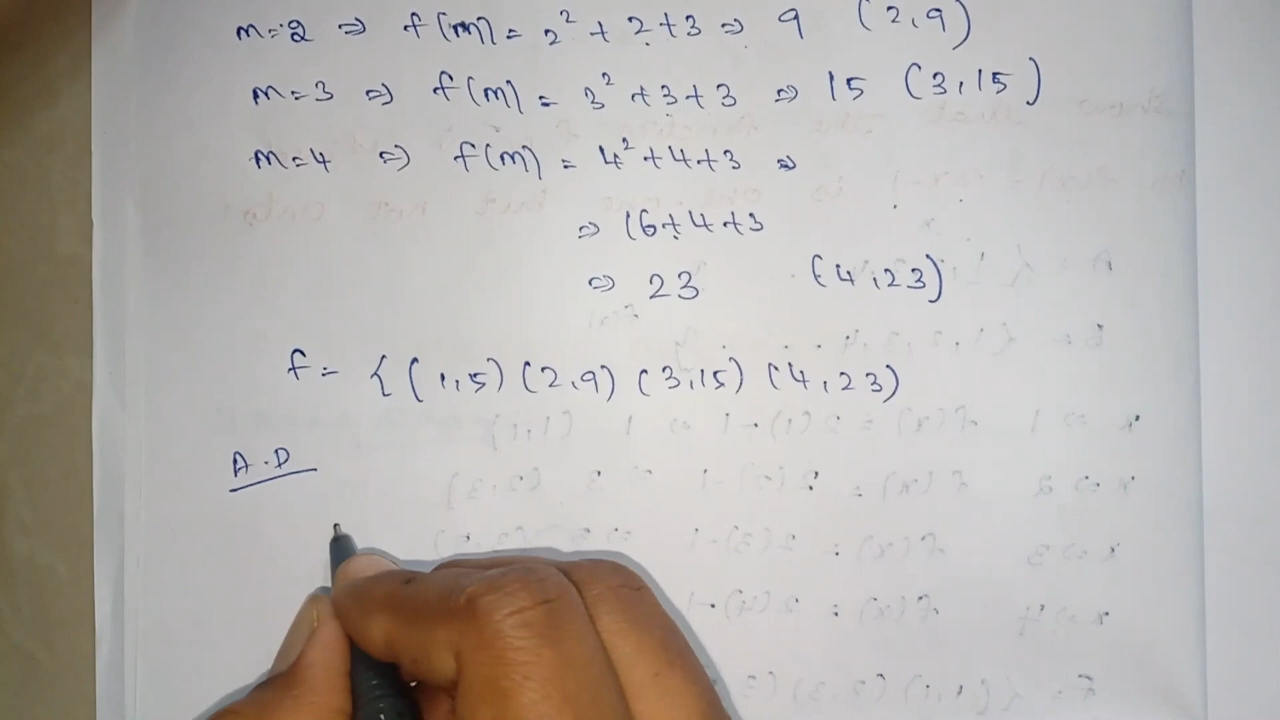 m=2 ⇒ f(m) = 2² + 2 + 3 ⇒ 9 (2,9)
m=3 ⇒ f(m) = 3² + 3 + 3 ⇒ 15 (3,15)
m=4 ⇒ f(m) = 4² + 4 + 3 ⇒
⇒ 16 + 4 + 3
⇒ 23 (4,23)
f = { (1,5) (2,9) (3,15) (4,23)
A.D